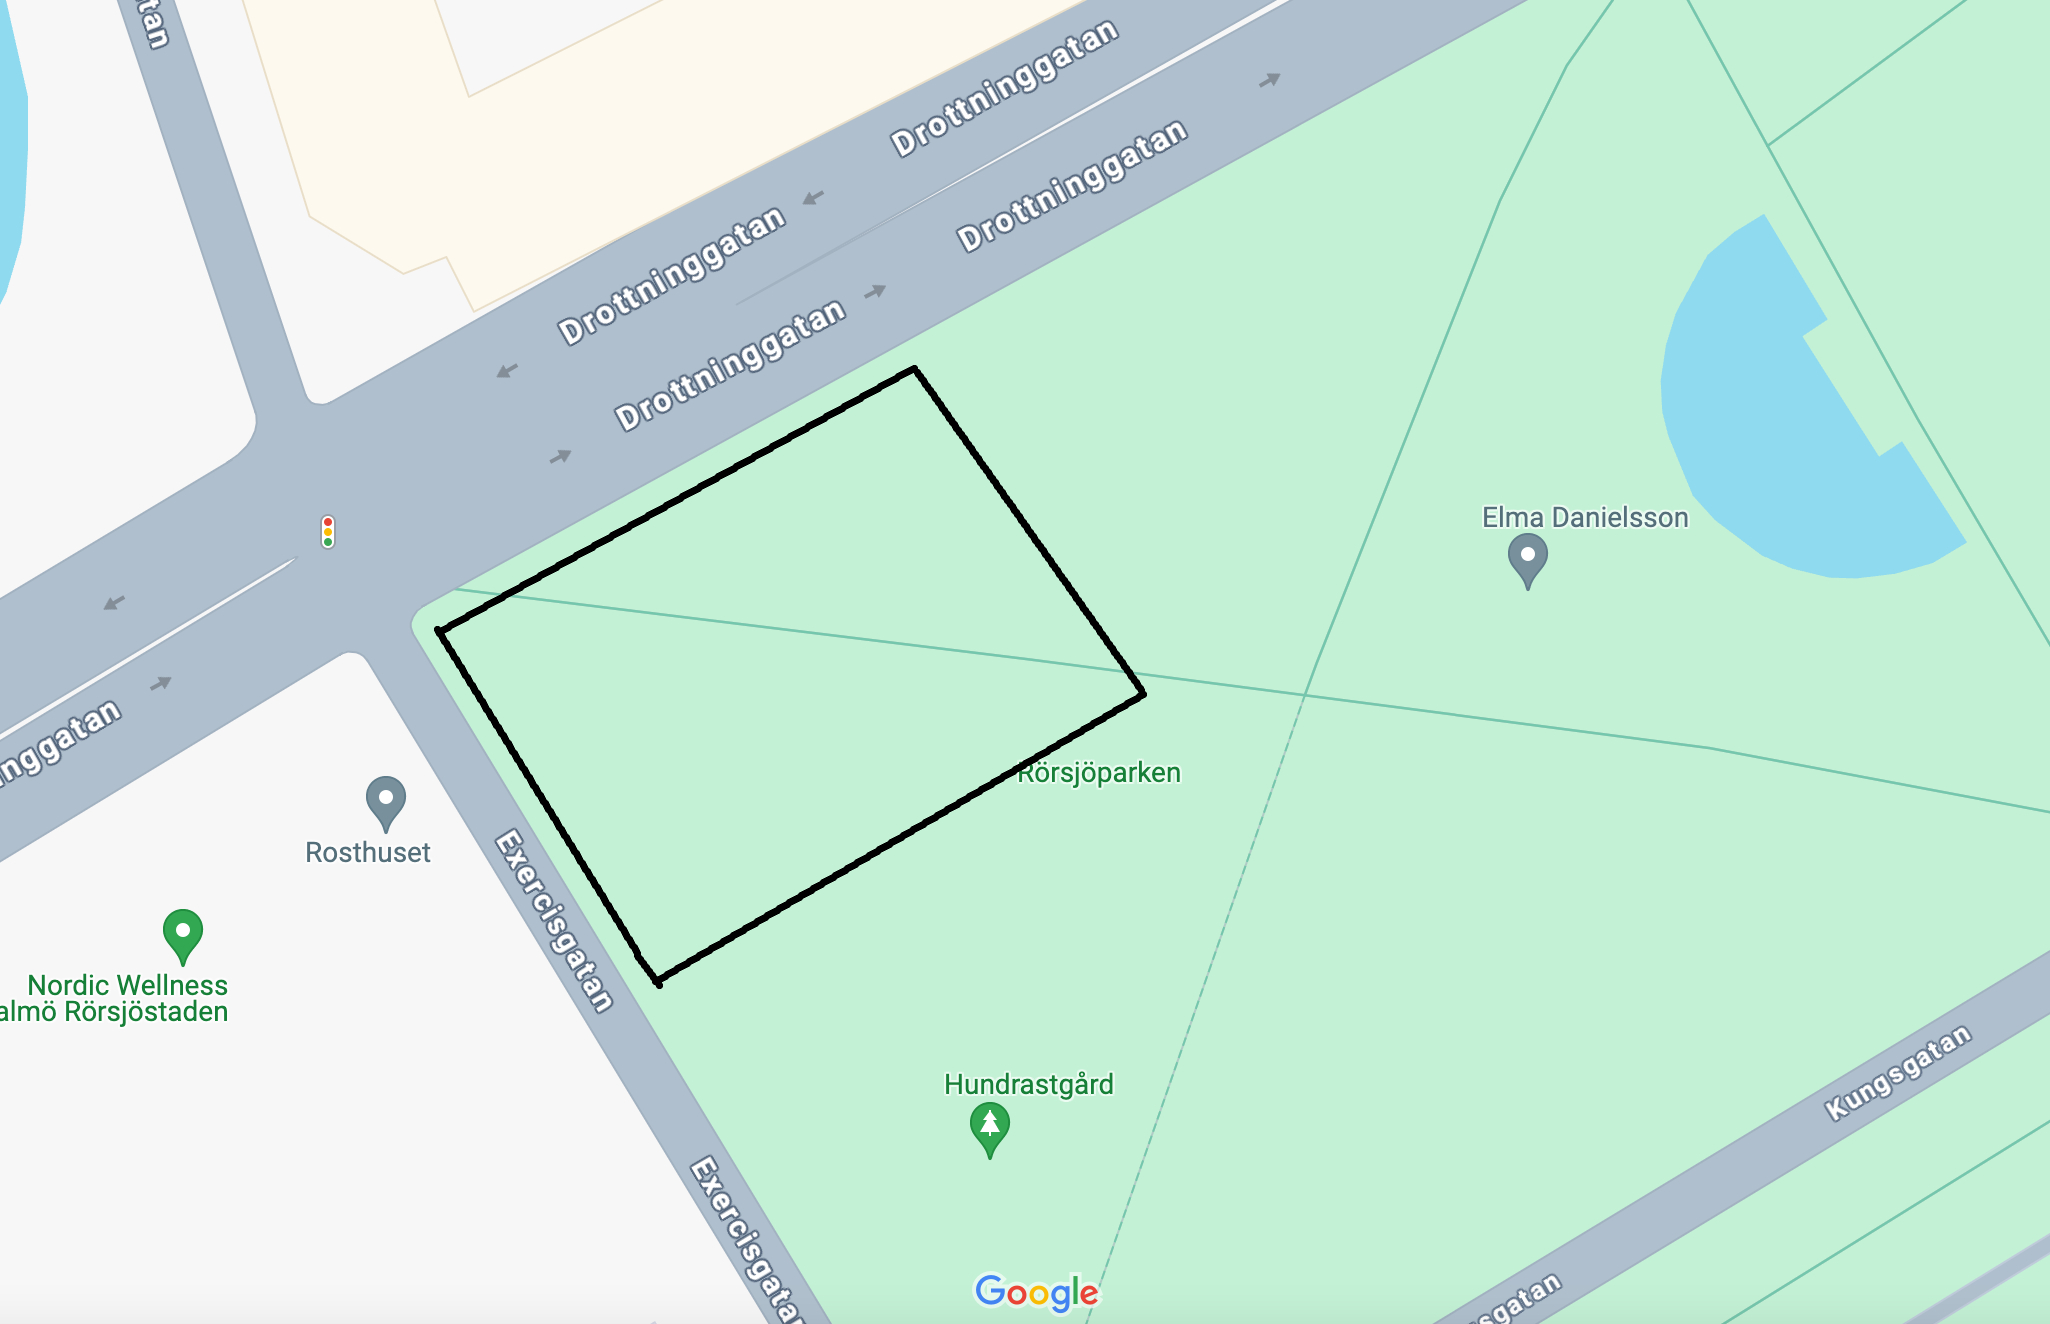 tan
Drottninggatan
Drottninggatan
Drottninggatan
Drottninggatan
Elma Danielsson
inggatan
Rörsjöparken
Rosthuset
Exercisgatan
Nordic Wellness
almö Rörsjöstaden
Kungsgatan
Hundrastgård
Exercisgatan
Google
sgatan